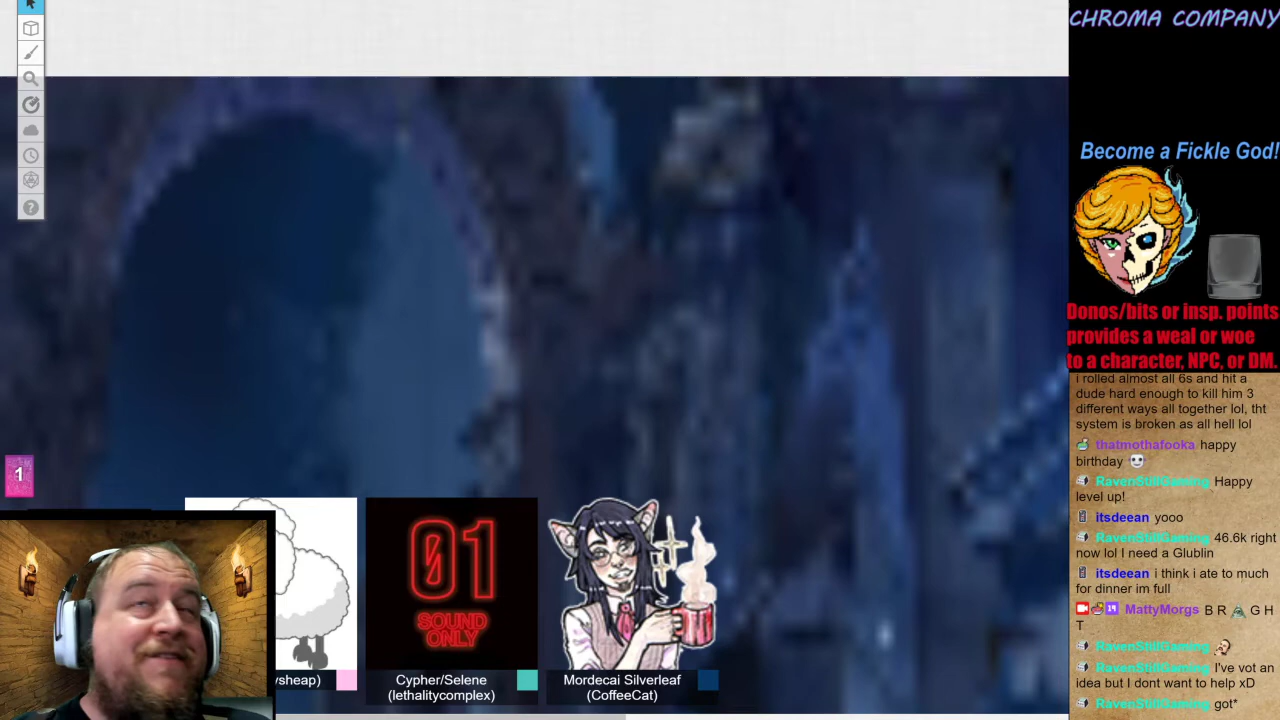 CHROMA COMPANY
Become a Fickle God!
Donos/bits or insp. points
provides a weal or woe
to a character, NPC, or DM.
i rolled almost all 6s and hit a
dude hard enough to kill him 3
different ways all together lol, tht
system is broken as all hell lol
thatmothafooka happy
birthday
RavenStillGaming Happy
level up!
itsdeean yooo
RavenStillGaming 46.6k right
now lol I need a Glublin
itsdeean i think i ate to much
for dinner im full
14 MattyMorgs B R G H
T
RavenStillGaming
RavenStillGaming I've vot an
idea but I dont want to help xD
RavenStillGaming got*
1
01
SOUND
ONLY
vsheap)
Cypher/Selene
(lethalitycomplex)
Mordecai Silverleaf
(CoffeeCat)